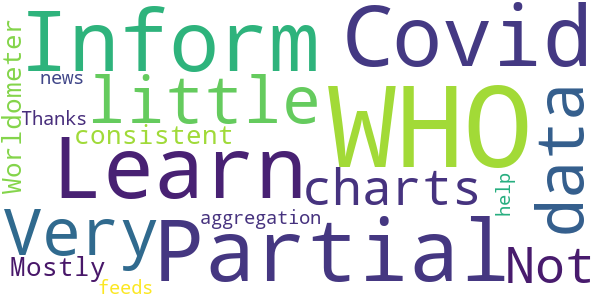 Worldometer
Inform
Covid
news
little
Thanks
consistent
WHO
data
Learn
charts
help
Very
aggregation
Partial
Not
Mostly
feeds